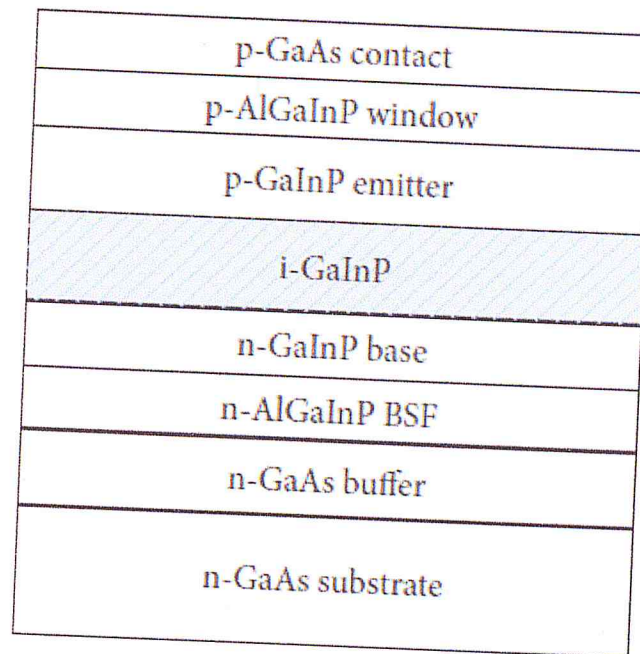 p-GaAs contact
p-AlGaInP window
p-GaInP emitter
i-GaInP
n-GaInP base
n-AlGaInP BSF
n-GaAs buffer
n-GaAs substrate